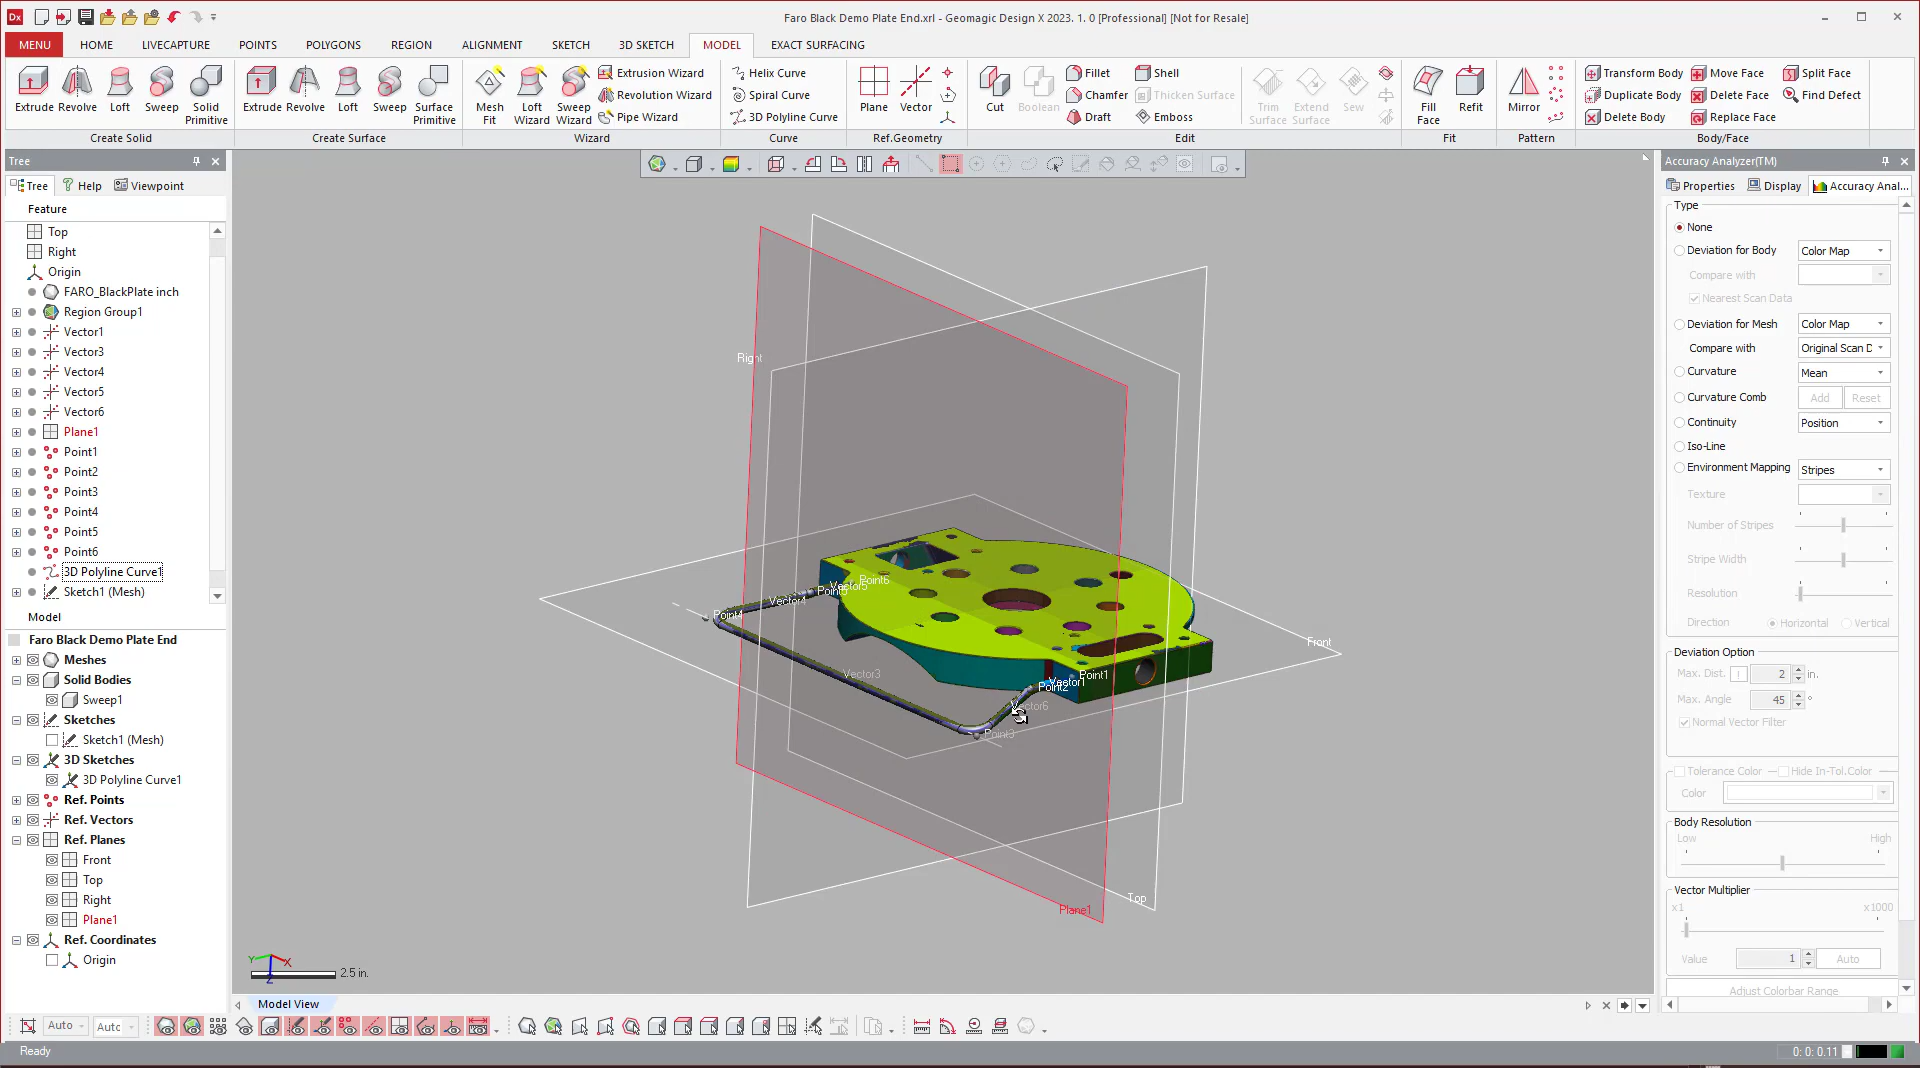 Dx
Faro Black Demo Plate End.xrl - Geomagic Design X 2023. 1. 0 [Professional] [Not for Resale]
MENU HOME LIVECAPTURE POINTS POLYGONS REGION ALIGNMENT SKETCH 3D SKETCH MODEL EXACT SURFACING
Extrude Revolve Loft Sweep Solid Primitive
Create Solid
Extrude Revolve Loft Sweep Surface Primitive
Create Surface
Mesh Fit Loft Wizard Sweep Wizard
Extrusion Wizard
Revolution Wizard
Pipe Wizard
Wizard
Helix Curve
Spiral Curve
3D Polyline Curve
Curve
Plane Vector
Ref.Geometry
Cut Boolean
Fillet
Chamfer
Draft
Shell
Thicken Surface
Emboss
Trim Surface Extend Surface Sew
Edit
Fill Face Refit
Fit
Mirror
Pattern
Transform Body
Duplicate Body
Delete Body
Move Face
Delete Face
Replace Face
Split Face
Find Defect
Body/Face
Tree
Tree Help Viewpoint
Feature
Top
Right
Origin
FARO_BlackPlate inch
Region Group1
Vector1
Vector3
Vector4
Vector5
Vector6
Plane1
Point1
Point2
Point3
Point4
Point5
Point6
3D Polyline Curve1
Sketch1 (Mesh)
Model
Faro Black Demo Plate End
Meshes
Solid Bodies
Sweep1
Sketches
Sketch1 (Mesh)
3D Sketches
3D Polyline Curve1
Ref. Points
Ref. Vectors
Ref. Planes
Front
Top
Right
Plane1
Ref. Coordinates
Origin
Right
Point6
Vector5
Point5
Vector4
Point4
Front
Vector3
Point1
Vector1
Point2
Vector6
Point3
Top
Plane1
Y X
Z
2.5 in.
Model View
Auto Auto
Ready
0: 0: 0.11
Accuracy Analyzer(TM)
Properties Display Accuracy Anal...
Type
None
Deviation for Body Color Map
Compare with
Nearest Scan Data
Deviation for Mesh Color Map
Compare with Original Scan D
Curvature Mean
Curvature Comb Add Reset
Continuity Position
Iso-Line
Environment Mapping Stripes
Texture
Number of Stripes
Stripe Width
Resolution
Direction Horizontal Vertical
Deviation Option
Max. Dist. 2 in.
Max. Angle 45 °
Normal Vector Filter
Tolerance Color Hide In-Tol.Color
Color
Body Resolution
Low High
Vector Multiplier
x1 x1000
Value 1 Auto
Adjust Colorbar Range